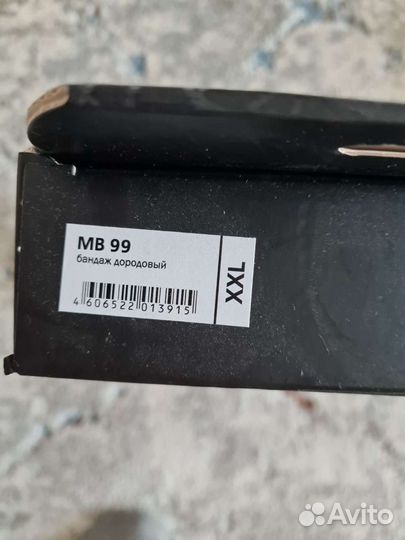 MB 99
бандаж дородовый
XXL
4 606522 013915
Avito